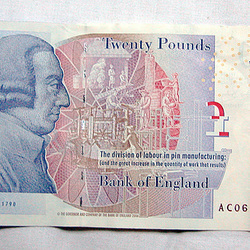 Twenty Pounds
The division of labour in pin manufacturing:
(and the great increase in the quantity of work that results)
Bank of England
AC06
1790